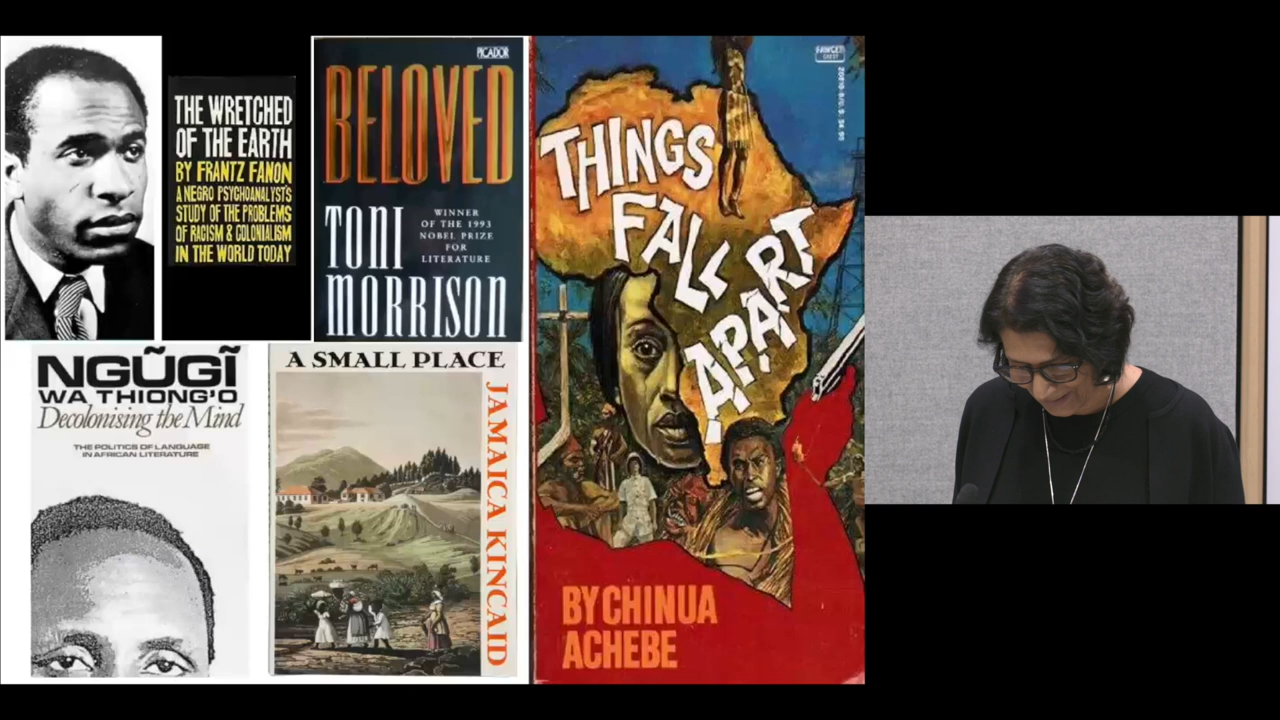 THE WRETCHED
OF THE EARTH
BY FRANTZ FANON
A NEGRO PSYCHOANALYST'S
STUDY OF THE PROBLEMS
OF RACISM & COLONIALISM
IN THE WORLD TODAY
PICADOR
BELOVED
TONI
MORRISON
WINNER
OF THE 1993
NOBEL PRIZE
FOR
LITERATURE
FAWCETT
CREST
THINGS
FALL
APART
BY CHINUA
ACHEBE
NGŨGĨ
WA THIONG'O
Decolonising the Mind
THE POLITICS OF LANGUAGE
IN AFRICAN LITERATURE
A SMALL PLACE
JAMAICA KINCAID